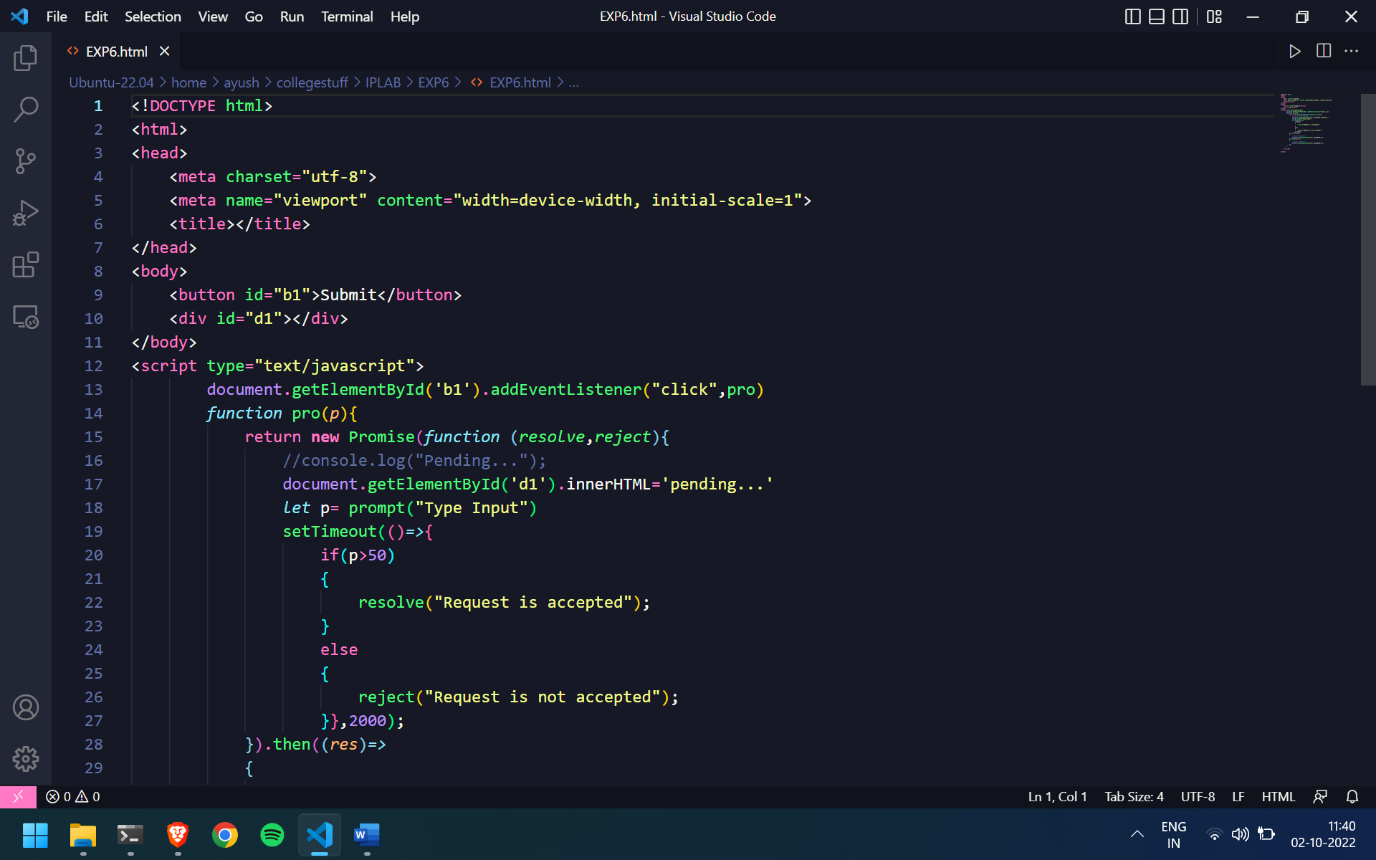 File Edit Selection View Go Run Terminal Help EXP6.html - Visual Studio Code
EXP6.html
Ubuntu-22.04 > home > ayush > collegestuff > IPLAB > EXP6 > EXP6.html > ...
1 <!DOCTYPE html>
2 <html>
3 <head>
4 <meta charset="utf-8">
5 <meta name="viewport" content="width=device-width, initial-scale=1">
6 <title></title>
7 </head>
8 <body>
9 <button id="b1">Submit</button>
10 <div id="d1"></div>
11 </body>
12 <script type="text/javascript">
13 document.getElementById('b1').addEventListener("click",pro)
14 function pro(p){
15 return new Promise(function (resolve,reject){
16 //console.log("Pending...");
17 document.getElementById('d1').innerHTML='pending...'
18 let p= prompt("Type Input")
19 setTimeout(()=>{
20 if(p>50)
21 {
22 resolve("Request is accepted");
23 }
24 else
25 {
26 reject("Request is not accepted");
27 }},2000);
28 }).then((res)=>
29 {
0 0 Ln 1, Col 1 Tab Size: 4 UTF-8 LF HTML
ENG 11:40
IN 02-10-2022